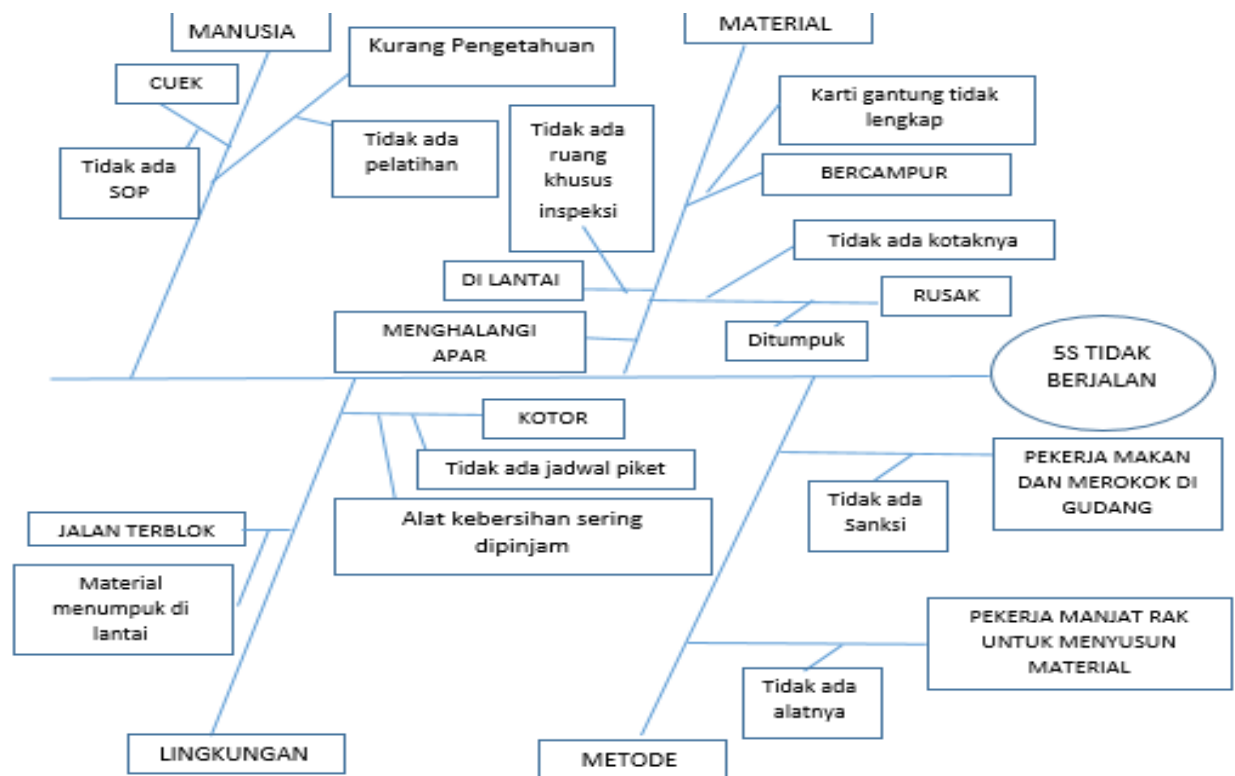 MANUSIA
MATERIAL
Kurang Pengetahuan
CUEK
Tidak ada
SOP
Tidak ada
pelatihan
Tidak ada
ruang
khusus
inspeksi
Karti gantung tidak
lengkap
BERCAMPUR
Tidak ada kotaknya
DI LANTAI
RUSAK
MENGHALANGI
APAR
Ditumpuk
5S TIDAK
BERJALAN
KOTOR
Tidak ada jadwal piket
Alat kebersihan sering
dipinjam
JALAN TERBLOK
Material
menumpuk di
lantai
PEKERJA MAKAN
DAN MEROKOK DI
GUDANG
Tidak ada
Sanksi
PEKERJA MANJAT RAK
UNTUK MENYUSUN
MATERIAL
Tidak ada
alatnya
LINGKUNGAN
METODE